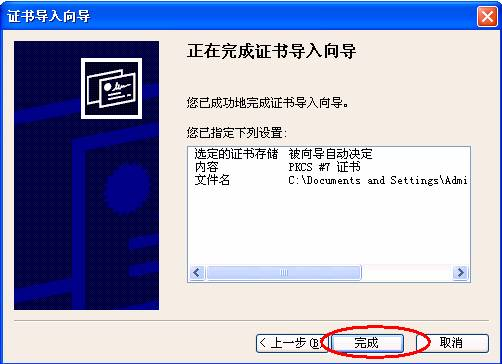 证书导入向导
正在完成证书导入向导
您已成功地完成证书导入向导。
您已指定下列设置:
选定的证书存储 被向导自动决定
内容 PKCS #7 证书
文件名 C:\Documents and Settings\Admi
< 上一步(B) 完成 取消